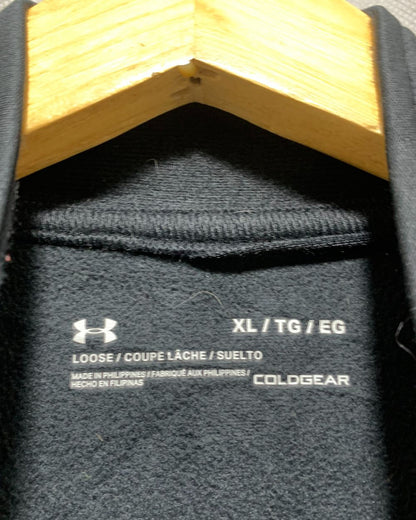 XL / TG / EG
LOOSE / COUPE LÂCHE / SUELTO
MADE IN PHILIPPINES / FABRIQUÉ AUX PHILIPPINES /
HECHO EN FILIPINAS
COLDGEAR